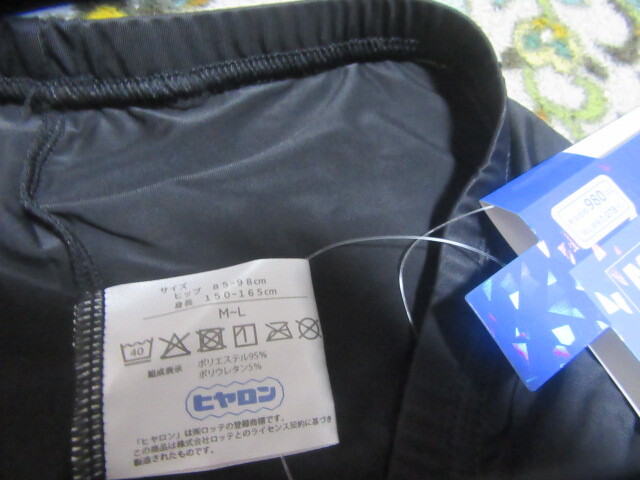 サイズ
ヒップ 85-98cm
身長 150-165cm
M~L
40
組成表示 ポリエステル95%
ポリウレタン5%
ヒヤロン
「ヒヤロン」は㈱ロッテの登録商標です。
この商品は株式会社ロッテとのライセンス契約に基づき
製造されたものです。
980